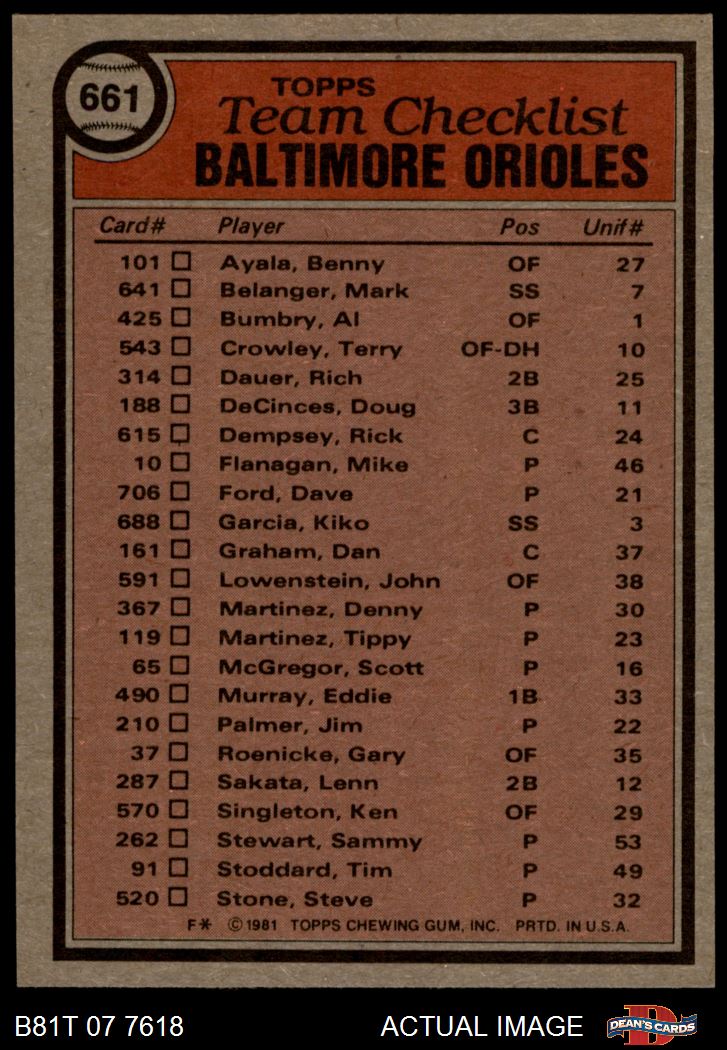 661
TOPPS
Team Checklist
BALTIMORE ORIOLES
Card# Player Pos Unif#
101 Ayala, Benny OF 27
641 Belanger, Mark SS 7
425 Bumbry, Al OF 1
543 Crowley, Terry OF-DH 10
314 Dauer, Rich 2B 25
188 DeCinces, Doug 3B 11
615 Dempsey, Rick C 24
10 Flanagan, Mike P 46
706 Ford, Dave P 21
688 Garcia, Kiko SS 3
161 Graham, Dan C 37
591 Lowenstein, John OF 38
367 Martinez, Denny P 30
119 Martinez, Tippy P 23
65 McGregor, Scott P 16
490 Murray, Eddie 1B 33
210 Palmer, Jim P 22
37 Roenicke, Gary OF 35
287 Sakata, Lenn 2B 12
570 Singleton, Ken OF 29
262 Stewart, Sammy P 53
91 Stoddard, Tim P 49
520 Stone, Steve P 32
F* © 1981 TOPPS CHEWING GUM, INC. PRTD. IN U.S.A.
B81T 07 7618 ACTUAL IMAGE D DEAN'S CARDS